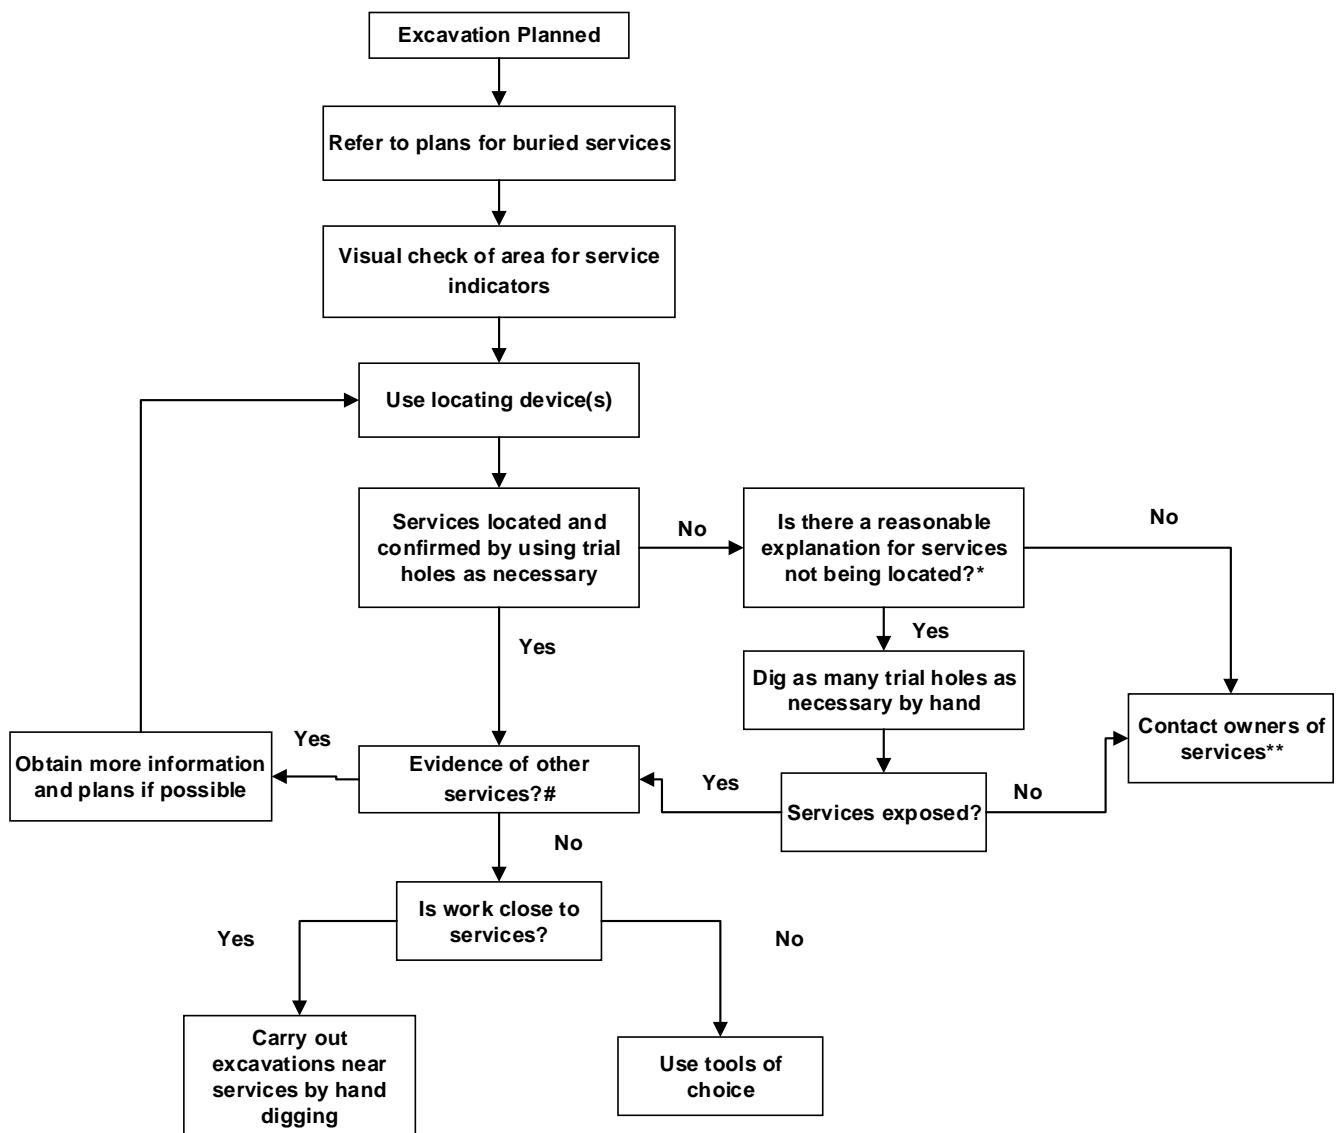 Excavation Planned
Refer to plans for buried services
Visual check of area for service
indicators
Use locating device(s)
Services located and
confirmed by using trial
holes as necessary
No
Is there a reasonable
explanation for services
not being located?*
No
Yes
Yes
Dig as many trial holes as
necessary by hand
Contact owners of
services**
Obtain more information
and plans if possible
Yes
Evidence of other
services?#
Yes
Services exposed?
No
No
Is work close to
services?
Yes
No
Carry out
excavations near
services by hand
digging
Use tools of
choice